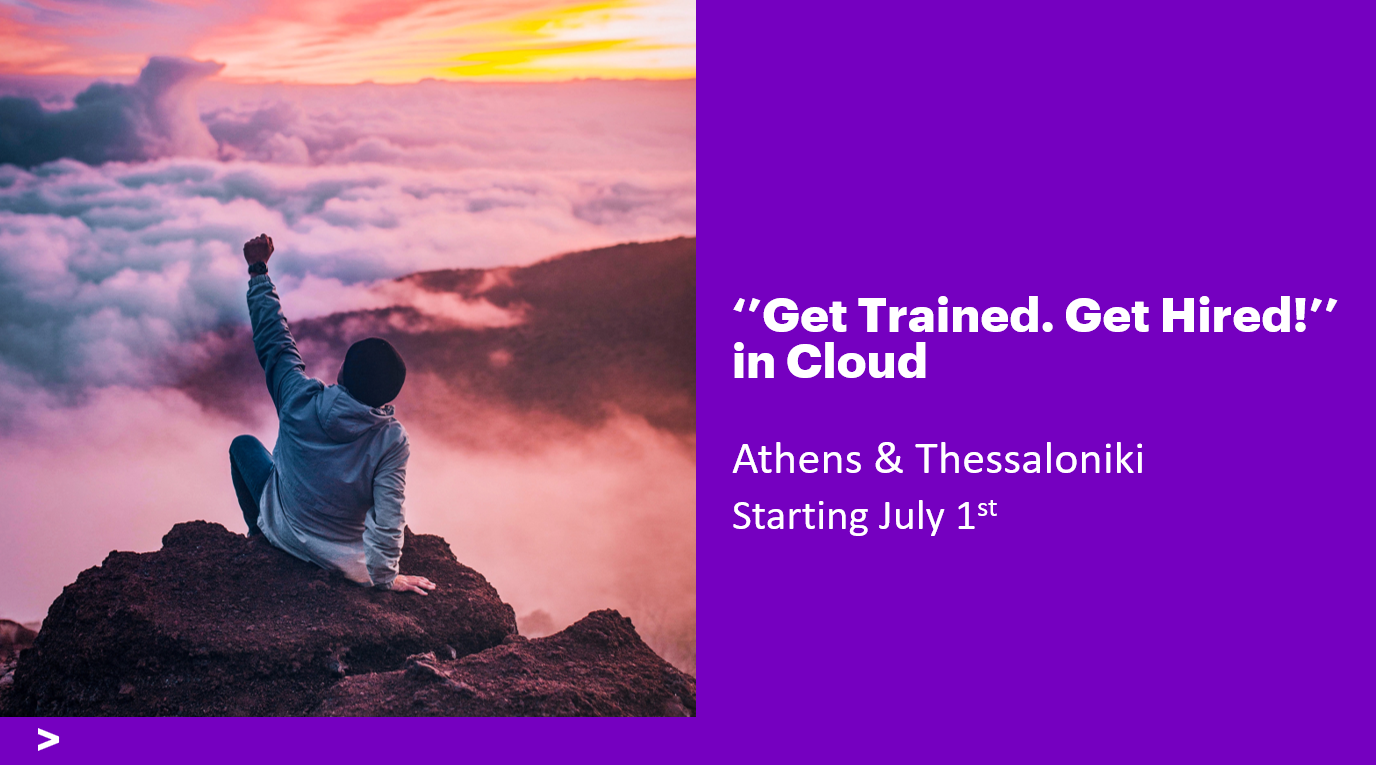 ‘’Get Trained. Get Hired!’’
in Cloud
Athens & Thessaloniki
Starting July 1st
>